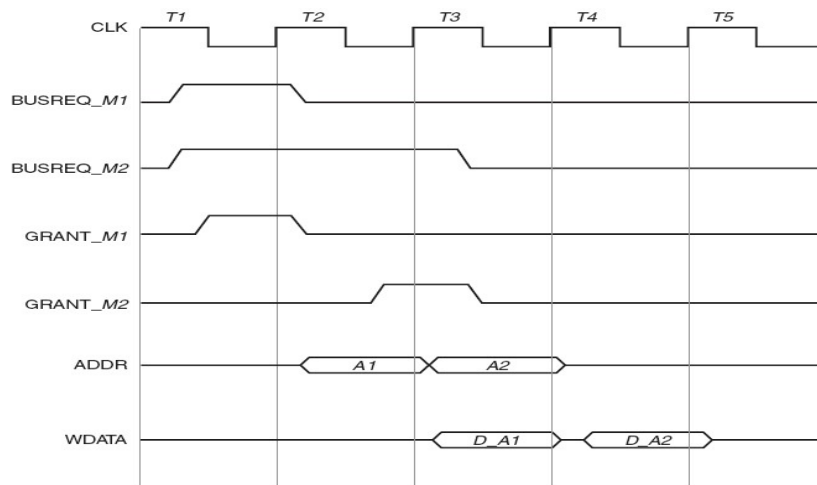 T1 T2 T3 T4 T5
CLK
BUSREQ_M1
BUSREQ_M2
GRANT_M1
GRANT_M2
ADDR A1 A2
WDATA D_A1 D_A2